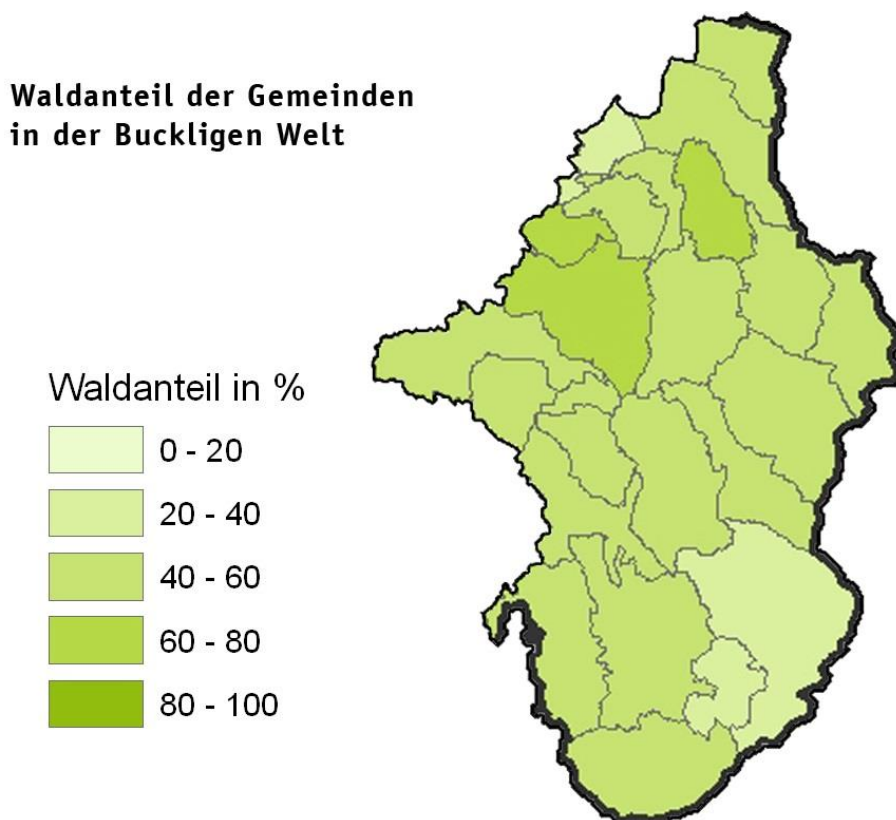 Waldanteil der Gemeinden
in der Buckligen Welt
Waldanteil in %
0 - 20
20 - 40
40 - 60
60 - 80
80 - 100